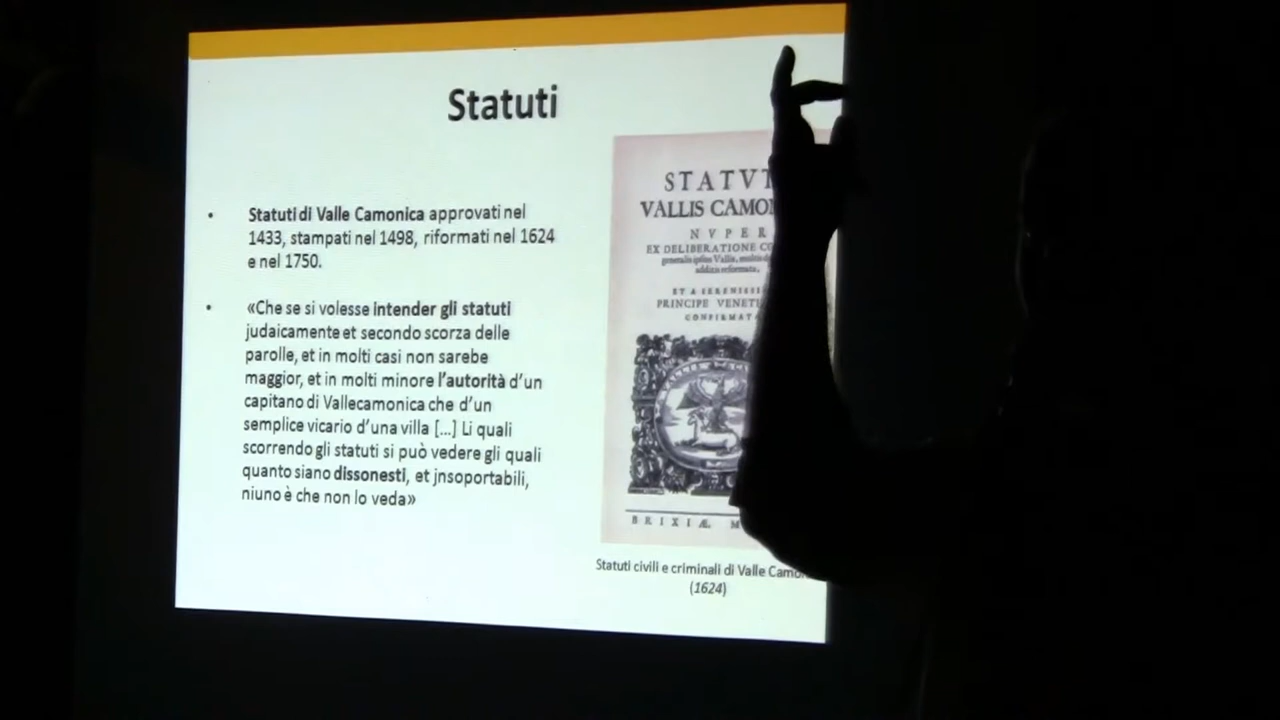 Statuti
• Statuti di Valle Camonica approvati nel
1433, stampati nel 1498, riformati nel 1624
e nel 1750.
• «Che se si volesse intender gli statuti
judaicamente et secondo scorza delle
parolle, et in molti casi non sarebe
maggior, et in molti minore l'autorità d'un
capitano di Vallecamonica che d'un
semplice vicario d'una villa [...] Li quali
scorrendo gli statuti si può vedere gli quali
quanto siano dissonesti, et jnsoportabili,
niuno è che non lo veda»
STATVT
VALLIS CAMO
NVPER
EX DELIBERATIONE
generalis ipsius Vallis,
additis reformata,
ET A SERENISSI
PRINCIPE VENETI
CONFIRMATA
BRIXIÆ, M
Statuti civili e criminali di Valle Camo
(1624)